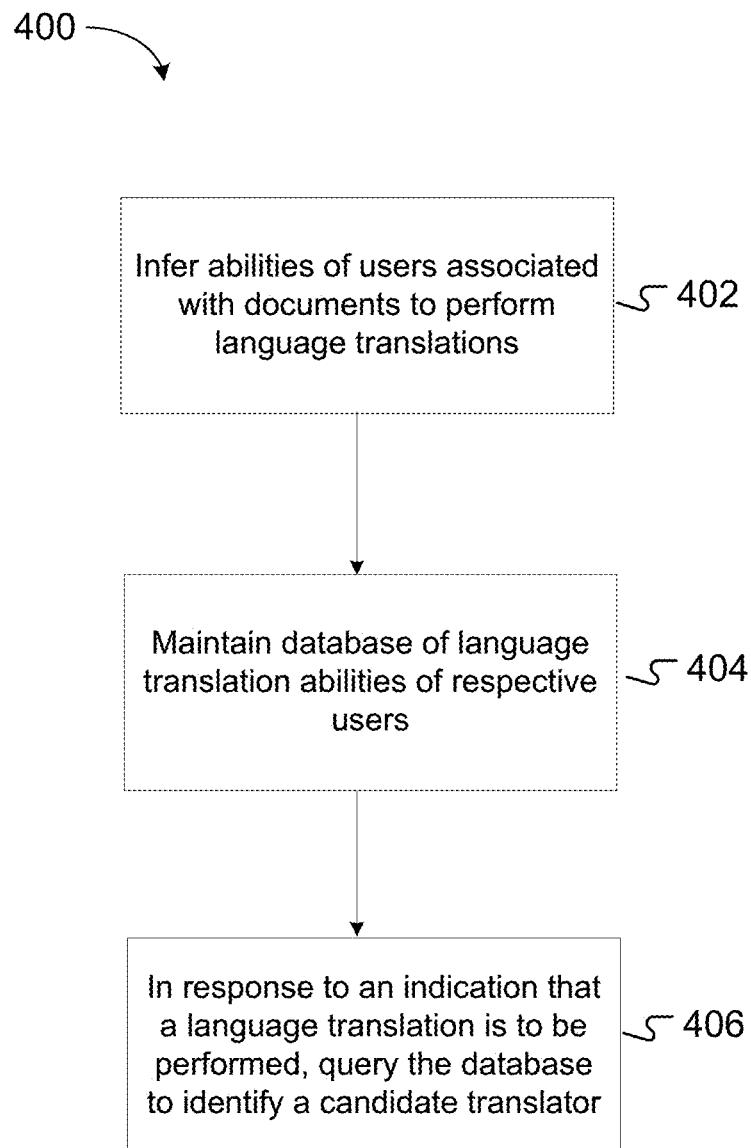 400
Infer abilities of users associated
with documents to perform
language translations
402
Maintain database of language
translation abilities of respective
users
404
In response to an indication that
a language translation is to be
performed, query the database
to identify a candidate translator
406